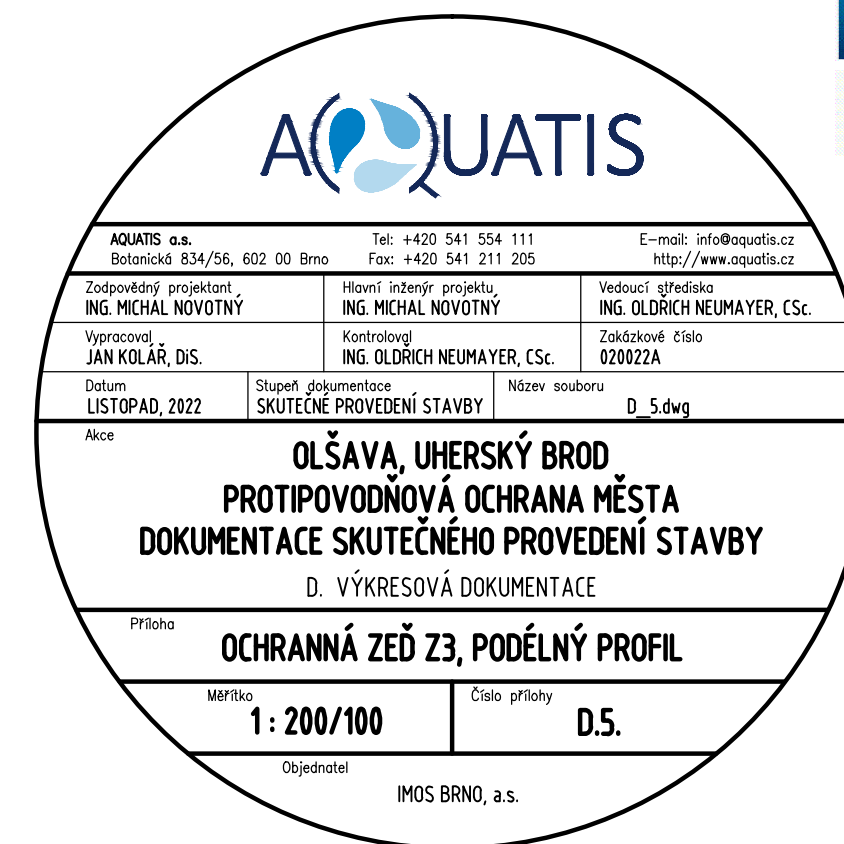 AQUATIS
AQUATIS a.s. Tel: +420 541 554 111 E-mail: info@aquatis.cz
Botanická 834/56, 602 00 Brno Fax: +420 541 211 205 http://www.aquatis.cz
Zodpovědný projektant Hlavní inženýr projektu Vedoucí střediska
ING. MICHAL NOVOTNÝ ING. MICHAL NOVOTNÝ ING. OLDŘICH NEUMAYER, CSc.
Vypracoval Kontroloval Zakázkové číslo
JAN KOLÁŘ, DiS. ING. OLDŘICH NEUMAYER, CSc. 020022A
Datum Stupeň dokumentace Název souboru
LISTOPAD, 2022 SKUTEČNÉ PROVEDENÍ STAVBY D_5.dwg
Akce
OLŠAVA, UHERSKÝ BROD
PROTIPOVODŇOVÁ OCHRANA MĚSTA
DOKUMENTACE SKUTEČNÉHO PROVEDENÍ STAVBY
D. VÝKRESOVÁ DOKUMENTACE
Příloha
OCHRANNÁ ZEĎ Z3, PODÉLNÝ PROFIL
Měřítko Číslo přílohy
1 : 200/100 D.5.
Objednatel
IMOS BRNO, a.s.